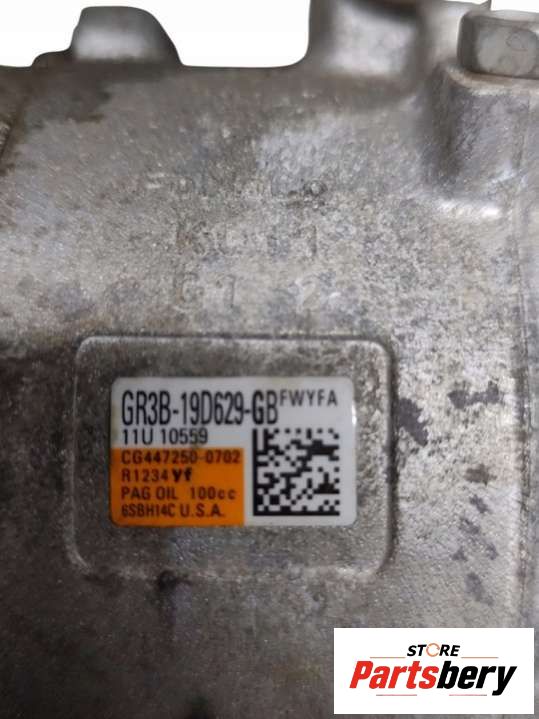 GR3B-19D629-GB FWYFA
11U 10559
CG447250-0702
R1234yf
PAG OIL 100cc
6SBH14C U.S.A.
STORE
Partsbery